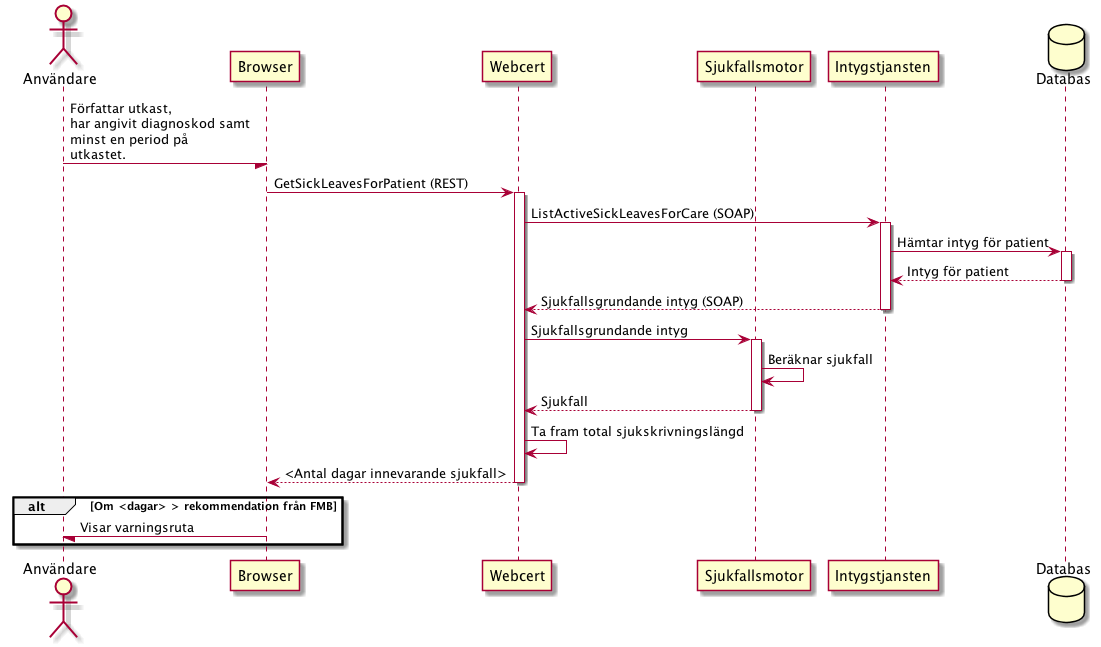 Användare
Browser
Webcert
Sjukfallsmotor
Intygstjansten
Databas
Författar utkast,
har angivit diagnoskod samt
minst en period på
utkastet.
GetSickLeavesForPatient (REST)
ListActiveSickLeavesForCare (SOAP)
Hämtar intyg för patient
Intyg för patient
Sjukfallsgrundande intyg (SOAP)
Sjukfallsgrundande intyg
Beräknar sjukfall
Sjukfall
Ta fram total sjukskrivningslängd
<Antal dagar innevarande sjukfall>
alt [Om <dagar> > rekommendation från FMB]
Visar varningsruta
Användare
Browser
Webcert
Sjukfallsmotor
Intygstjansten
Databas